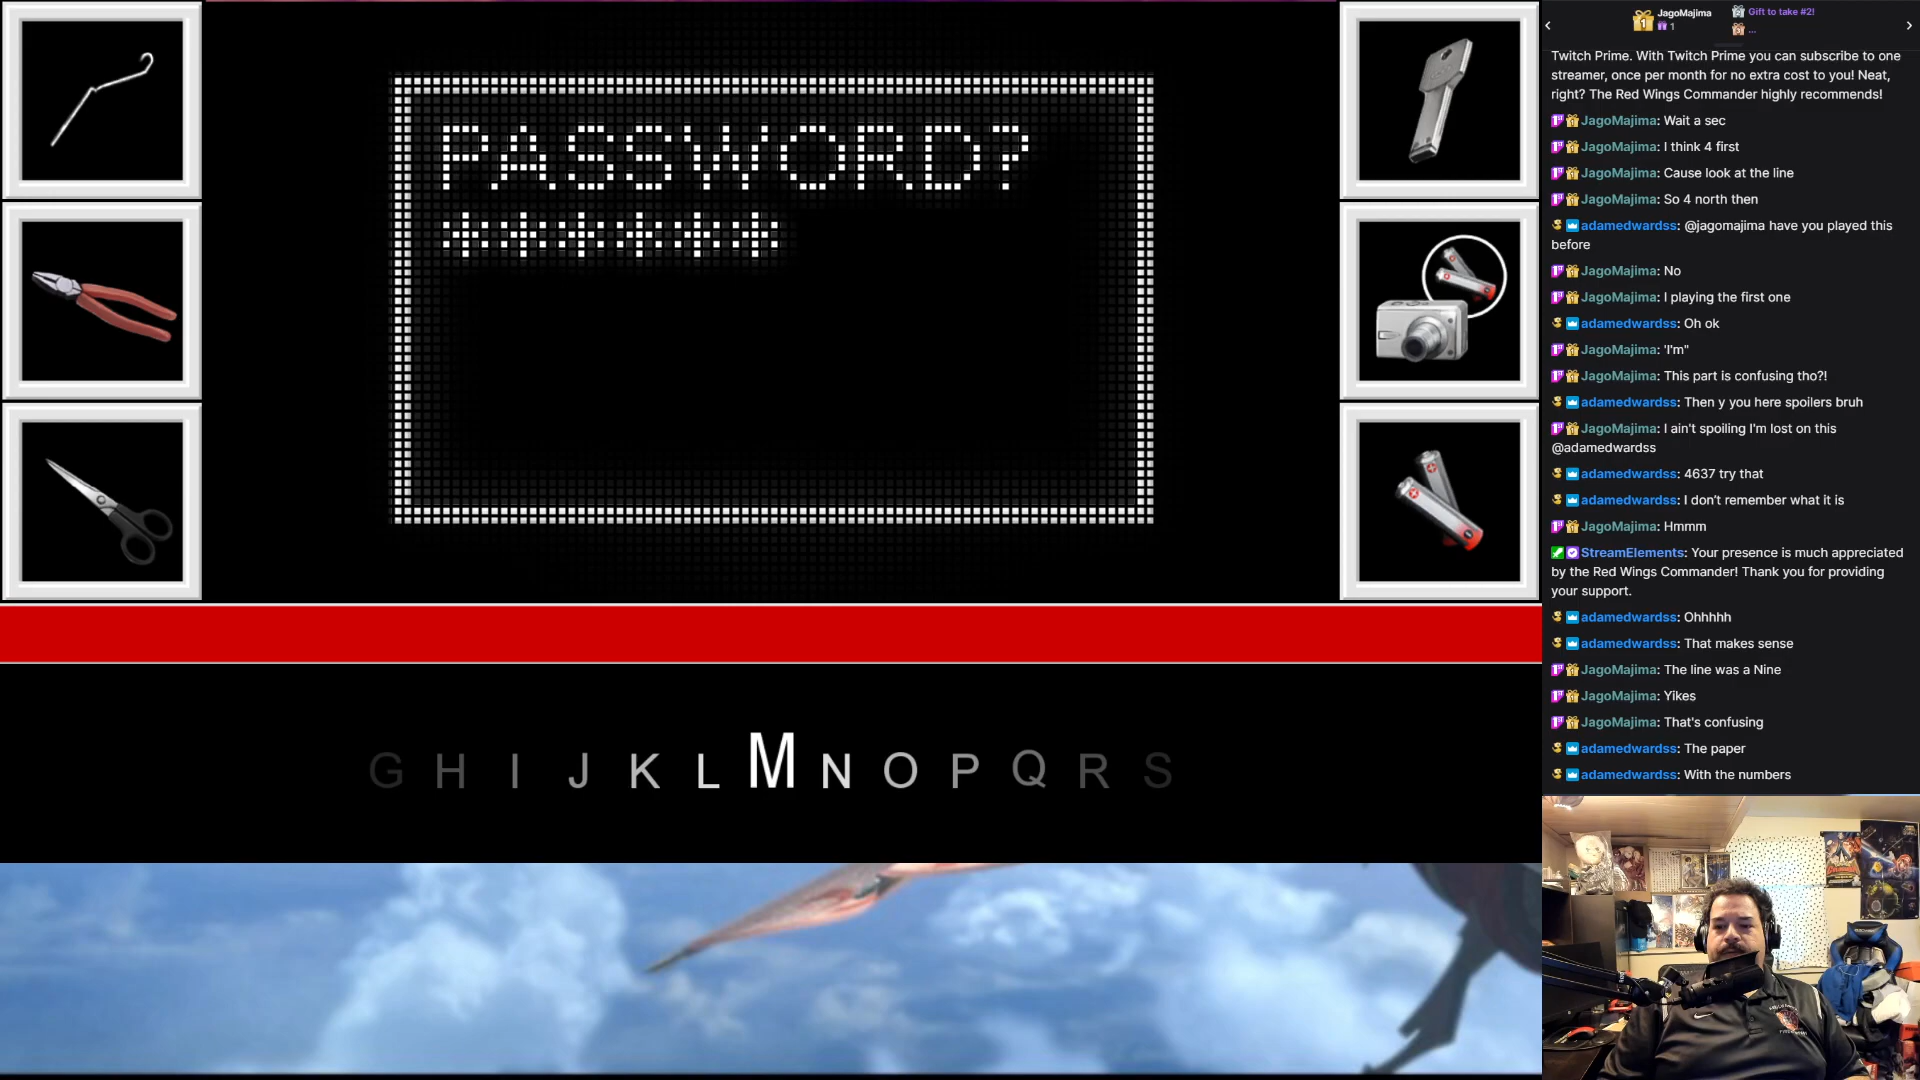 PASSWORD?
******
G H I J K L M N O P Q R S
JagoMajima
1
1
Gift to take #2!
...
Twitch Prime. With Twitch Prime you can subscribe to one
streamer, once per month for no extra cost to you! Neat,
right? The Red Wings Commander highly recommends!
JagoMajima: Wait a sec
JagoMajima: I think 4 first
JagoMajima: Cause look at the line
JagoMajima: So 4 north then
adamedwardss: @jagomajima have you played this
before
JagoMajima: No
JagoMajima: I playing the first one
adamedwardss: Oh ok
JagoMajima: 'I'm"
JagoMajima: This part is confusing tho?!
adamedwardss: Then y you here spoilers bruh
JagoMajima: I ain't spoiling I'm lost on this
@adamedwardss
adamedwardss: 4637 try that
adamedwardss: I don't remember what it is
JagoMajima: Hmmm
StreamElements: Your presence is much appreciated
by the Red Wings Commander! Thank you for providing
your support.
adamedwardss: Ohhhhh
adamedwardss: That makes sense
JagoMajima: The line was a Nine
JagoMajima: Yikes
JagoMajima: That's confusing
adamedwardss: The paper
adamedwardss: With the numbers